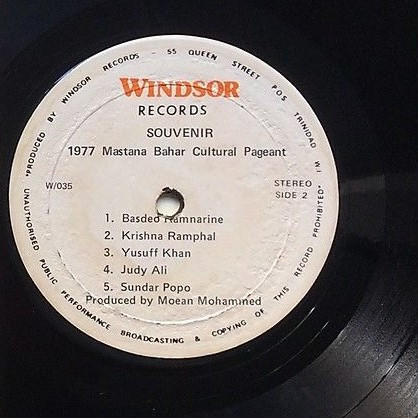 "PRODUCED BY WINDSOR RECORDS - 55 QUEEN STREET POS TRINIDAD WI
WINDSOR
RECORDS
SOUVENIR
1977 Mastana Bahar Cultural Pageant
W/035
STEREO
SIDE 2
1. Basdeo Ramnarine
2. Krishna Ramphal
3. Yusuff Khan
4. Judy Ali
5. Sundar Popo
Produced by Moean Mohammed
UNAUTHORISED PUBLIC PERFORMANCE BROADCASTING & COPYING OF THIS RECORD PROHIBITED"